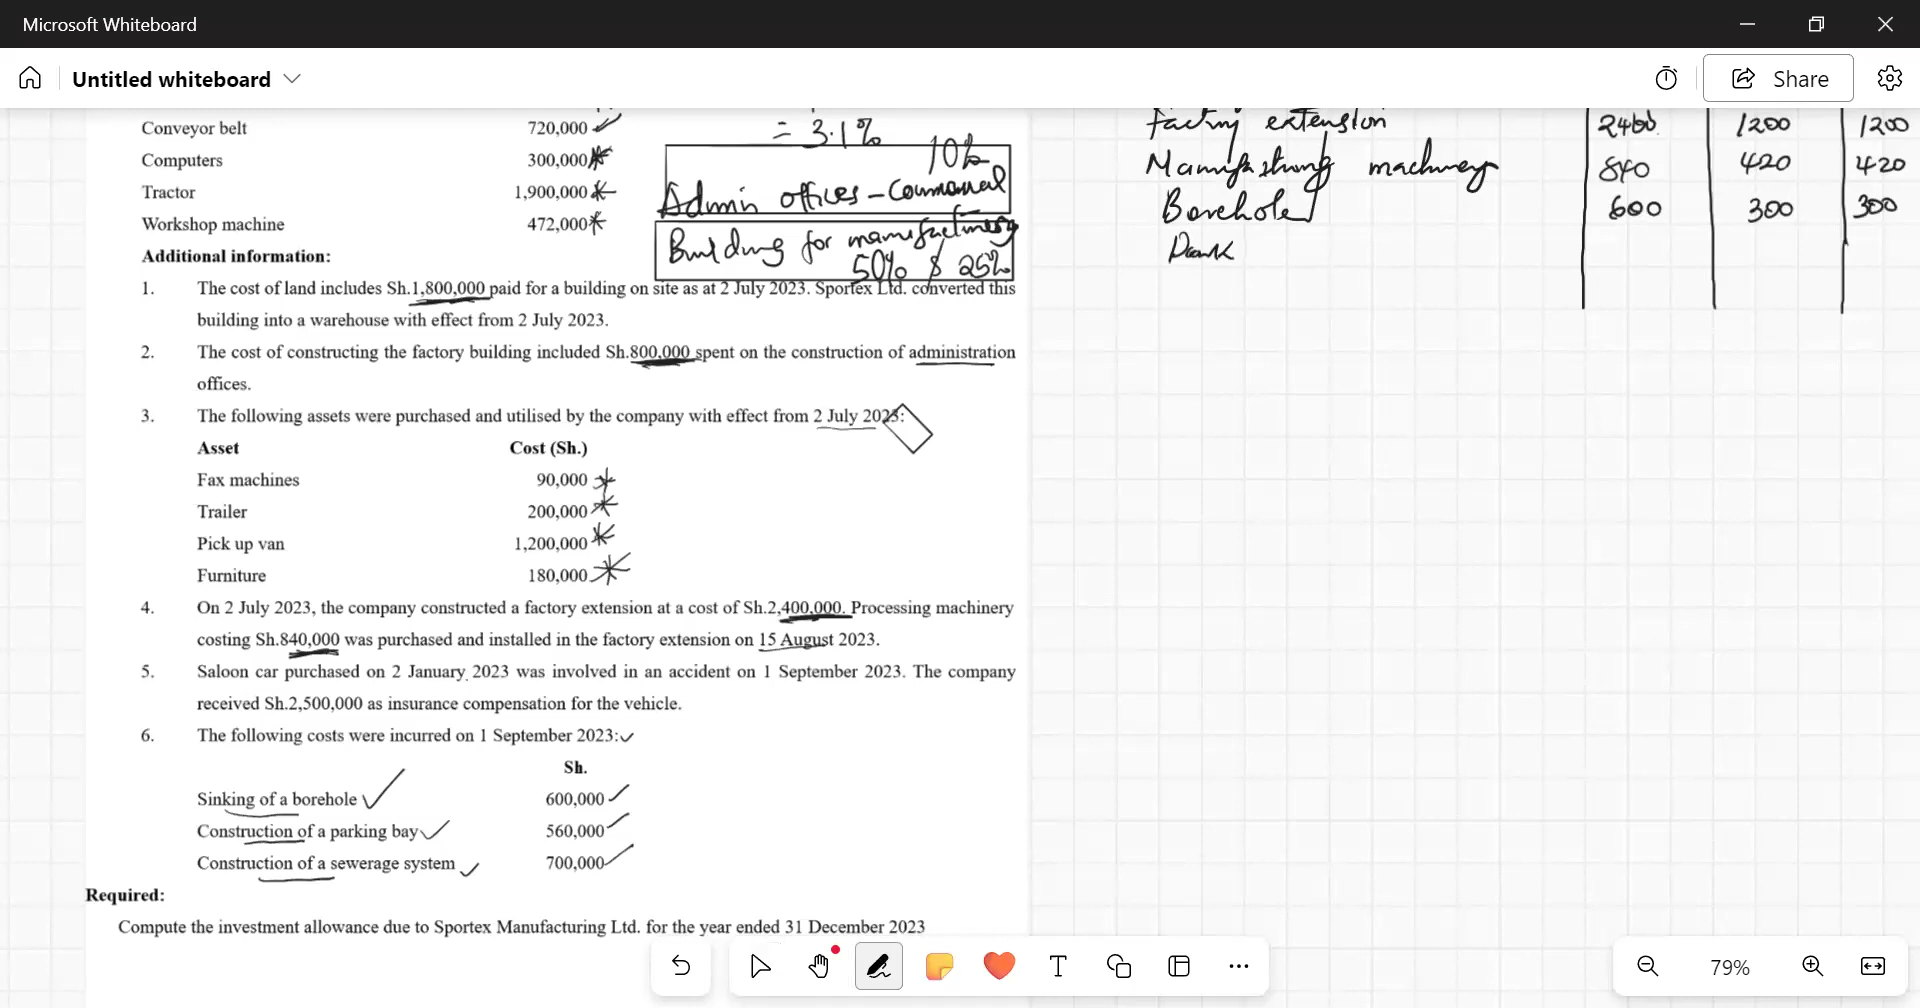 Microsoft Whiteboard
Untitled whiteboard
Share
Conveyor belt 720,000
Computers 300,000
Tractor 1,900,000
Workshop machine 472,000
Additional information:
1. The cost of land includes Sh.1,800,000 paid for a building on site as at 2 July 2023. Sportex Ltd. converted this
building into a warehouse with effect from 2 July 2023.
2. The cost of constructing the factory building included Sh.800,000 spent on the construction of administration
offices.
3. The following assets were purchased and utilised by the company with effect from 2 July 2023:
Asset Cost (Sh.)
Fax machines 90,000
Trailer 200,000
Pick up van 1,200,000
Furniture 180,000
4. On 2 July 2023, the company constructed a factory extension at a cost of Sh.2,400,000. Processing machinery
costing Sh.840,000 was purchased and installed in the factory extension on 15 August 2023.
5. Saloon car purchased on 2 January 2023 was involved in an accident on 1 September 2023. The company
received Sh.2,500,000 as insurance compensation for the vehicle.
6. The following costs were incurred on 1 September 2023:
Sh.
Sinking of a borehole 600,000
Construction of a parking bay 560,000
Construction of a sewerage system 700,000
Required:
Compute the investment allowance due to Sportex Manufacturing Ltd. for the year ended 31 December 2023
= 3.1%
10%
Admin offices - Commercial
Building for manufacturing
50% & 25%
Factory extension 2400 1200 1200
machinery 840 420 420
Borehole 600 300 300
79%